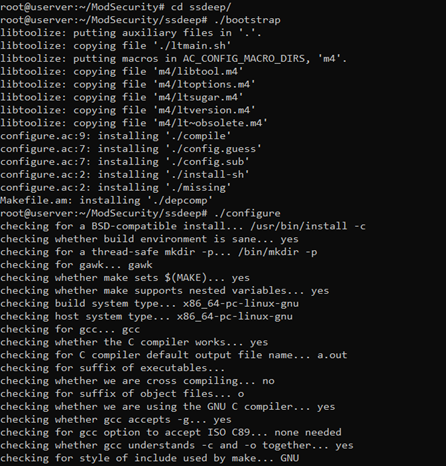 root@userver:~/ModSecurity# cd ssdeep/
root@userver:~/ModSecurity/ssdeep# ./bootstrap
libtoolize: putting auxiliary files in '.'.
libtoolize: copying file './ltmain.sh'
libtoolize: putting macros in AC_CONFIG_MACRO_DIRS, 'm4'.
libtoolize: copying file 'm4/libtool.m4'
libtoolize: copying file 'm4/ltoptions.m4'
libtoolize: copying file 'm4/ltsugar.m4'
libtoolize: copying file 'm4/ltversion.m4'
libtoolize: copying file 'm4/lt~obsolete.m4'
configure.ac:9: installing './compile'
configure.ac:7: installing './config.guess'
configure.ac:7: installing './config.sub'
configure.ac:2: installing './install-sh'
configure.ac:2: installing './missing'
Makefile.am: installing './depcomp'
root@userver:~/ModSecurity/ssdeep# ./configure
checking for a BSD-compatible install... /usr/bin/install -c
checking whether build environment is sane... yes
checking for a thread-safe mkdir -p... /bin/mkdir -p
checking for gawk... gawk
checking whether make sets $(MAKE)... yes
checking whether make supports nested variables... yes
checking build system type... x86_64-pc-linux-gnu
checking host system type... x86_64-pc-linux-gnu
checking for gcc... gcc
checking whether the C compiler works... yes
checking for C compiler default output file name... a.out
checking for suffix of executables...
checking whether we are cross compiling... no
checking for suffix of object files... o
checking whether we are using the GNU C compiler... yes
checking whether gcc accepts -g... yes
checking for gcc option to accept ISO C89... none needed
checking whether gcc understands -c and -o together... yes
checking for style of include used by make... GNU